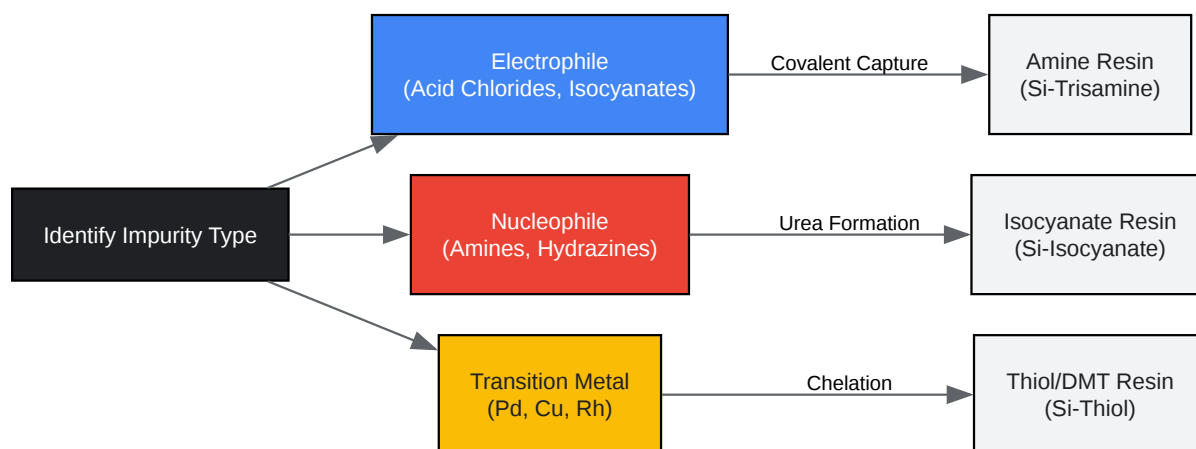 Identify Impurity Type
Electrophile
(Acid Chlorides, Isocyanates)
Covalent Capture
Amine Resin
(Si-Trisamine)
Nucleophile
(Amines, Hydrazines)
Urea Formation
Isocyanate Resin
(Si-Isocyanate)
Transition Metal
(Pd, Cu, Rh)
Chelation
Thiol/DMT Resin
(Si-Thiol)